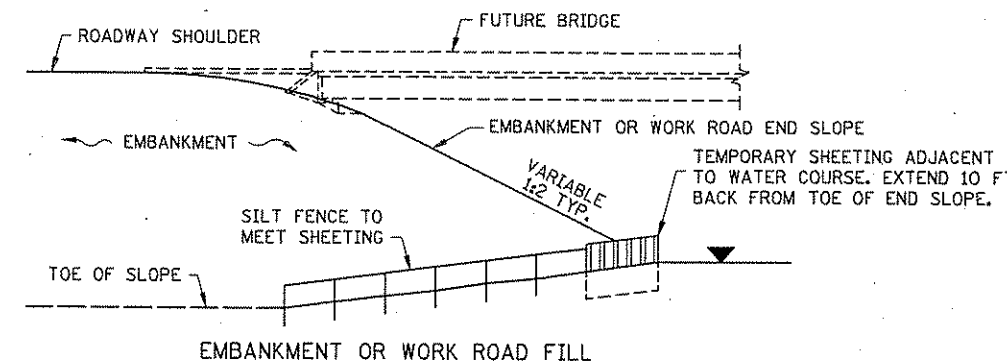 FUTURE BRIDGE
ROADWAY SHOULDER
EMBANKMENT OR WORK ROAD END SLOPE
EMBANKMENT
TEMPORARY SHEETING ADJACENT
TO WATER COURSE. EXTEND 10 FT
BACK FROM TOE OF END SLOPE.
VARIABLE
1:2 TYP.
SILT FENCE TO
MEET SHEETING
TOE OF SLOPE
EMBANKMENT OR WORK ROAD FILL